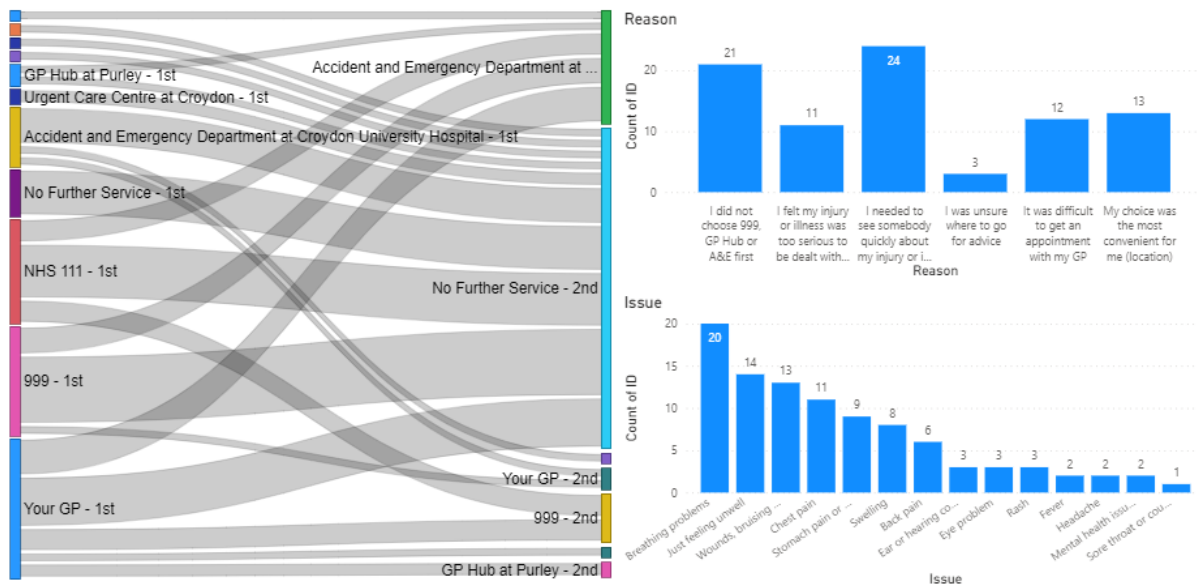 GP Hub at Purley - 1st
Urgent Care Centre at Croydon - 1st
Accident and Emergency Department at Croydon University Hospital - 1st
No Further Service - 1st
NHS 111 - 1st
999 - 1st
Your GP - 1st
Accident and Emergency Department at ...
No Further Service - 2nd
Your GP - 2nd
999 - 2nd
GP Hub at Purley - 2nd
Reason
Count of ID
20
10
0
21
11
24
3
12
13
I did not
choose 999,
GP Hub or
A&E first
I felt my injury
or illness was
too serious to
be dealt with...
I needed to
see somebody
quickly about
my injury or i...
I was unsure
where to go
for advice
It was difficult
to get an
appointment
with my GP
My choice was
the most
convenient for
me (location)
Reason
Issue
Count of ID
20
15
10
5
0
20
14
13
11
9
8
6
3
3
3
2
2
2
1
Breathing problems
Just feeling unwell
Wounds, bruising ...
Chest pain
Stomach pain or ...
Swelling
Back pain
Ear or hearing co...
Eye problem
Rash
Fever
Headache
Mental health issu...
Sore throat or cou...
Issue